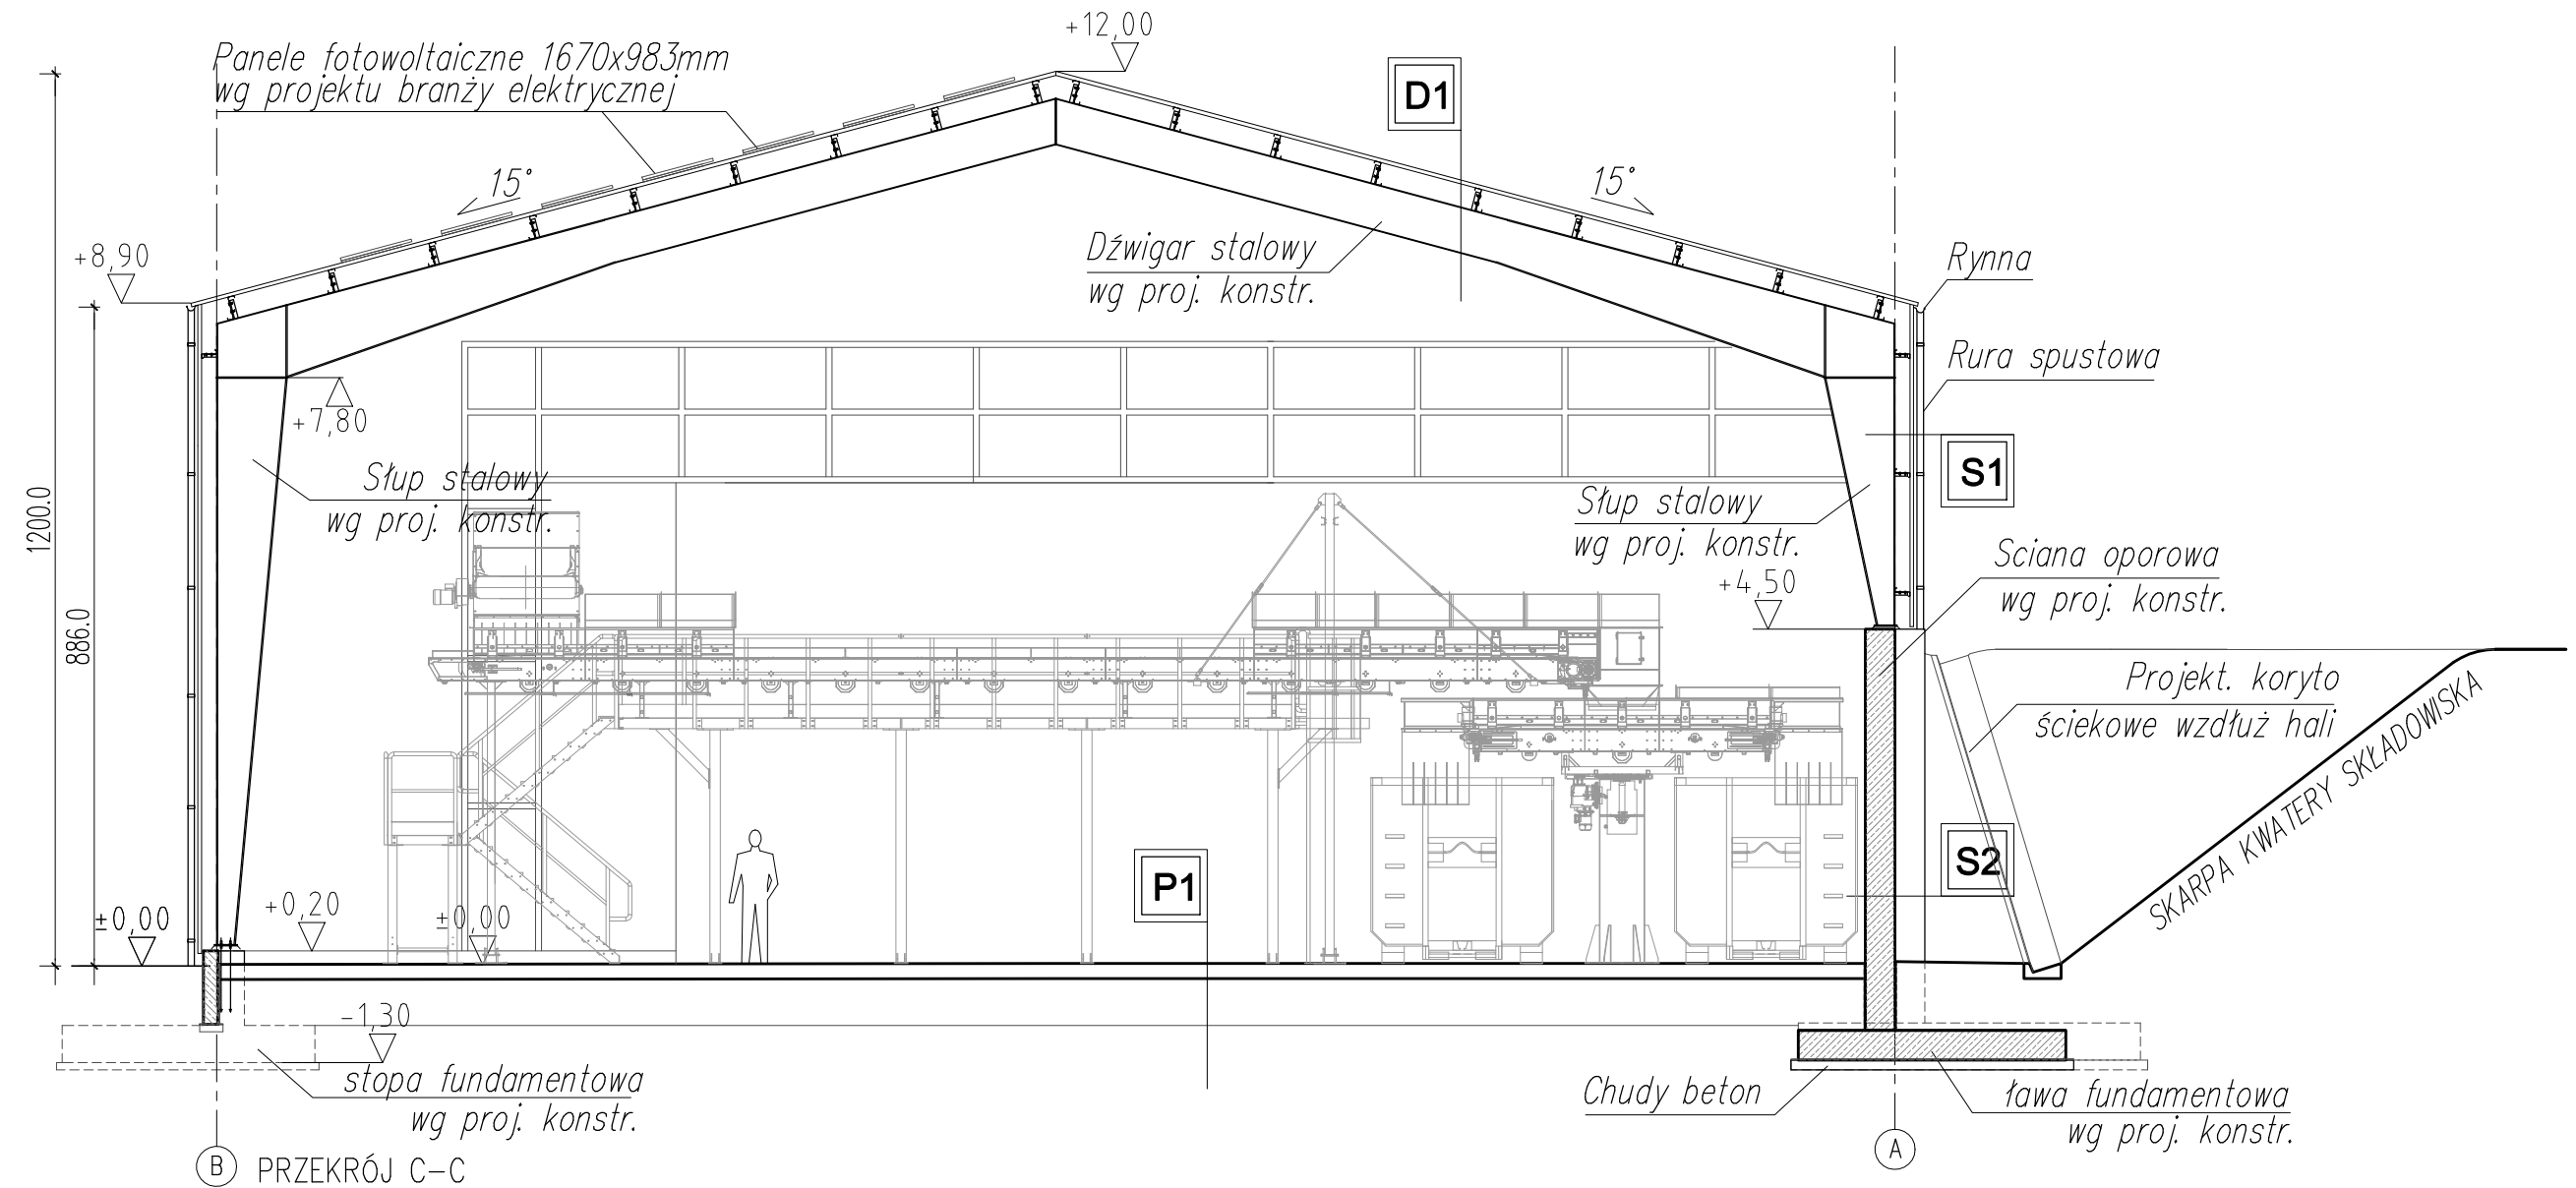 +12,00
Panele fotowoltaiczne 1670x983mm
wg projektu branży elektrycznej
D1
15°
15°
+8,90
Dźwigar stalowy
wg proj. konstr.
Rynna
Rura spustowa
+7,80
Słup stalowy
wg proj. konstr.
S1
Słup stalowy
wg proj. konstr.
1200.0
886.0
+4,50
Sciana oporowa
wg proj. konstr.
Projekt. koryto
ściekowe wzdłuż hali
SKARPA KWATERY SKŁADOWISKA
S2
P1
±0,00
+0,20
±0,00
-1,30
stopa fundamentowa
wg proj. konstr.
Chudy beton
ława fundamentowa
wg proj. konstr.
B
PRZEKRÓJ C-C
A